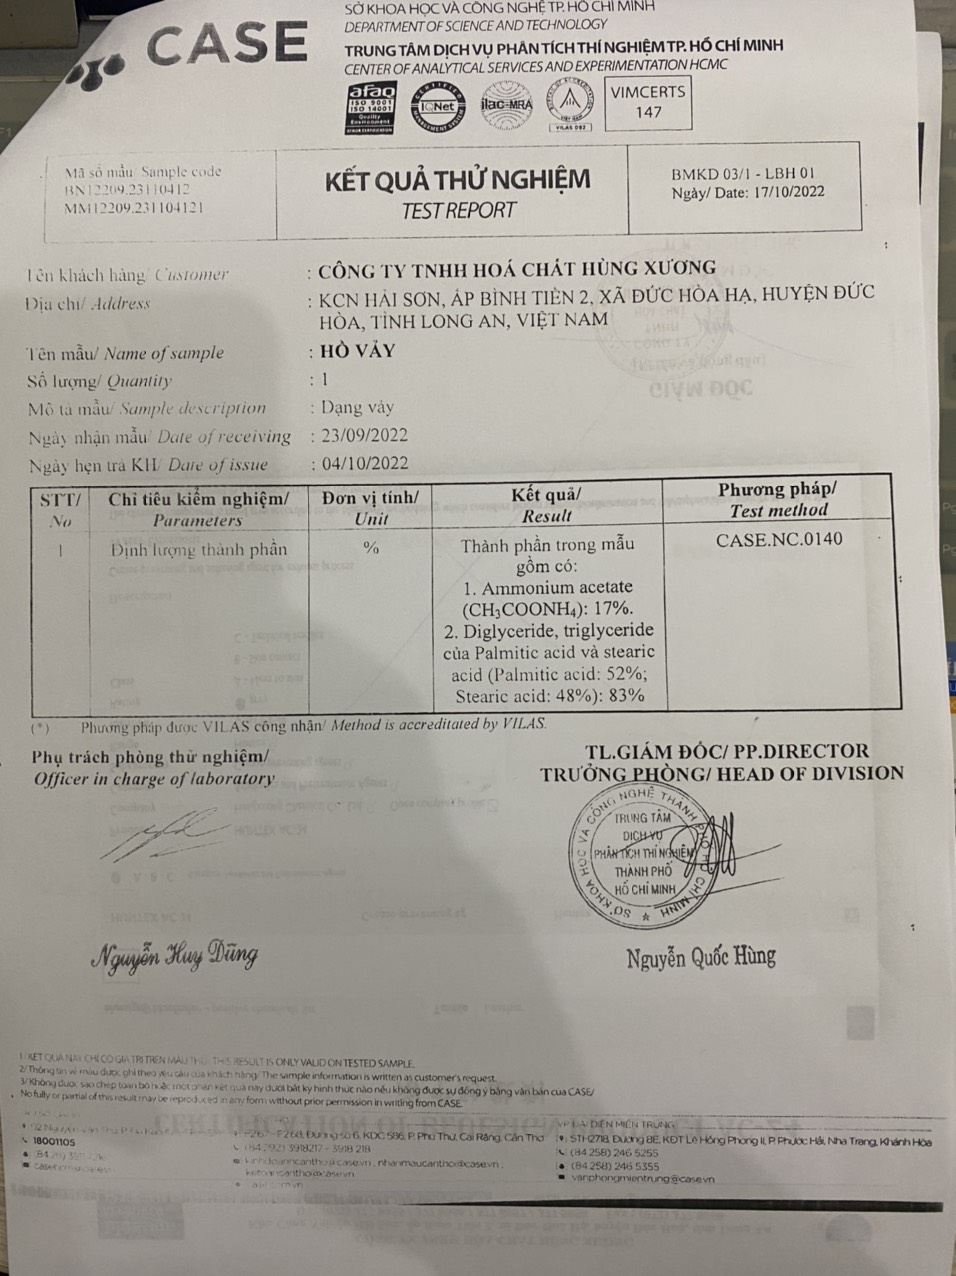 CASE
SỞ KHOA HỌC VÀ CÔNG NGHỆ TP. HỒ CHÍ MINH
DEPARTMENT OF SCIENCE AND TECHNOLOGY
TRUNG TÂM DỊCH VỤ PHÂN TÍCH THÍ NGHIỆM TP. HỒ CHÍ MINH
CENTER OF ANALYTICAL SERVICES AND EXPERIMENTATION HCMC
afaq
ISO 9001
ISO 14001
Quality
Environnement
CERTIFIED
IQNet
MANAGEMENT SYSTEM
ilac-MRA
VILAS 092
VIMCERTS
147
Mã số mẫu/ Sample code
BN12209.23110412
MM12209.231104121
KẾT QUẢ THỬ NGHIỆM
TEST REPORT
BMKD 03/1 - LBH 01
Ngày/ Date: 17/10/2022
Tên khách hàng/ Customer : CÔNG TY TNHH HOÁ CHẤT HÙNG XƯƠNG
Địa chỉ/ Address : KCN HẢI SƠN, ẤP BÌNH TIỀN 2, XÃ ĐỨC HÒA HẠ, HUYỆN ĐỨC
HÒA, TỈNH LONG AN, VIỆT NAM
Tên mẫu/ Name of sample : HỒ VẢY
Số lượng/ Quantity : 1
Mô tả mẫu/ Sample description : Dạng vảy
Ngày nhận mẫu/ Date of receiving : 23/09/2022
Ngày hẹn trả KH/ Date of issue : 04/10/2022
STT/ Chỉ tiêu kiểm nghiệm/ Đơn vị tính/ Kết quả/ Phương pháp/
No Parameters Unit Result Test method
1 Định lượng thành phần % Thành phần trong mẫu CASE.NC.0140
gồm có:
1. Ammonium acetate
(CH₃COONH₄): 17%.
2. Diglyceride, triglyceride
của Palmitic acid và stearic
acid (Palmitic acid: 52%;
Stearic acid: 48%): 83%
(*) Phương pháp được VILAS công nhận/ Method is accreditated by VILAS.
Phụ trách phòng thử nghiệm/
Officer in charge of laboratory
TL.GIÁM ĐỐC/ PP.DIRECTOR
TRƯỞNG PHÒNG/ HEAD OF DIVISION
SỞ KHOA HỌC VÀ CÔNG NGHỆ THÀNH PHỐ HỒ CHÍ MINH
TRUNG TÂM
DỊCH VỤ
PHÂN TÍCH THÍ NGHIỆM
THÀNH PHỐ
HỒ CHÍ MINH
Nguyễn Huy Dũng
Nguyễn Quốc Hùng
1/ KẾT QUẢ NÀY CHỈ CÓ GIÁ TRỊ TRÊN MẪU THỬ/ THIS RESULT IS ONLY VALID ON TESTED SAMPLE.
2/ Thông tin về mẫu được ghi theo yêu cầu của khách hàng/ The sample information is written as customer's request.
3/ Không được sao chép toàn bộ hoặc một phần kết quả này dưới bất kỳ hình thức nào nếu không được sự đồng ý bằng văn bản của CASE/
No fully or partial of this result may be reproduced in any form without prior permission in writing from CASE.
18001105
F2.67 - F2.68, Đường số 6, KDC 586, P. Phú Thứ, Cái Răng, Cần Thơ
(84.292) 3918217 - 3918 218
kinhdoanhcantho@case.vn , nhanmaucantho@case.vn ,
VP ĐẠI DIỆN MIỀN TRUNG
STH27.18, Đường 8E, KĐT Lê Hồng Phong II, P. Phước Hải, Nha Trang, Khánh Hòa
(84.258) 246 5255
(84.258) 246 5355
vanphongmientrung@case.vn